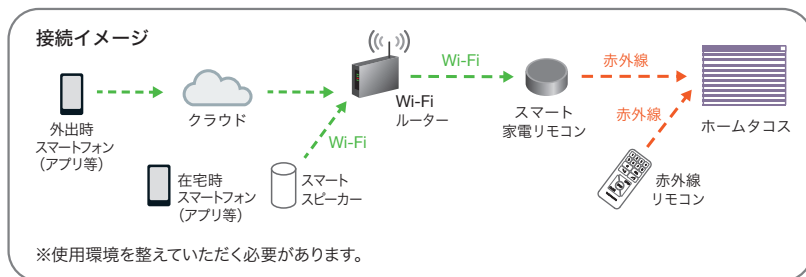 接続イメージ
外出時
スマートフォン
(アプリ等)
クラウド
Wi-Fi
Wi-Fi
ルーター
Wi-Fi
スマート
家電リモコン
赤外線
赤外線
ホームタコス
在宅時
スマートフォン
(アプリ等)
スマート
スピーカー
赤外線
リモコン
※使用環境を整えていただく必要があります。